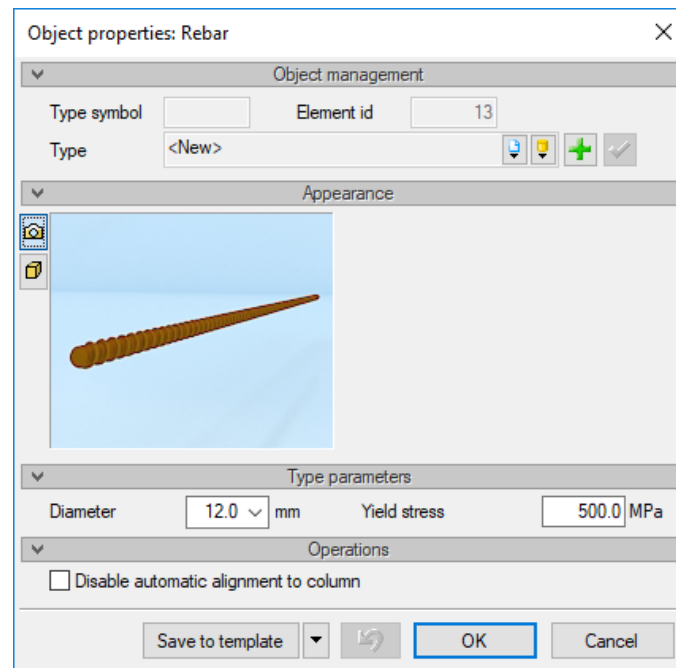 Object properties: Rebar
Object management
Type symbol Element id 13
Type <New>
Appearance
Type parameters
Diameter 12.0 mm Yield stress 500.0 MPa
Operations
Disable automatic alignment to column
Save to template OK Cancel